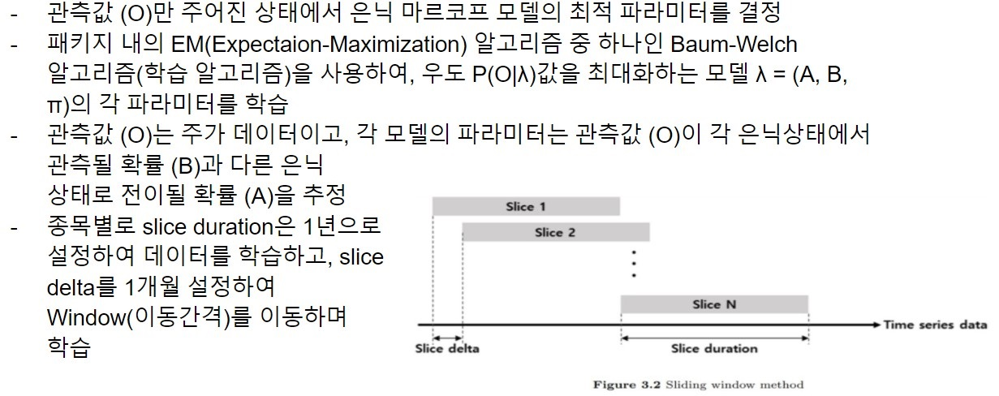 - 관측값 (O)만 주어진 상태에서 은닉 마르코프 모델의 최적 파라미터를 결정
- 패키지 내의 EM(Expectaion-Maximization) 알고리즘 중 하나인 Baum-Welch
알고리즘(학습 알고리즘)을 사용하여, 우도 P(O|λ)값을 최대화하는 모델 λ = (A, B,
π)의 각 파라미터를 학습
- 관측값 (O)는 주가 데이터이고, 각 모델의 파라미터는 관측값 (O)이 각 은닉상태에서
관측될 확률 (B)과 다른 은닉
상태로 전이될 확률 (A)을 추정
- 종목별로 slice duration은 1년으로
설정하여 데이터를 학습하고, slice
delta를 1개월 설정하여
Window(이동간격)를 이동하며
학습
Slice 1
Slice 2
Slice N
Time series data
Slice delta
Slice duration
Figure 3.2 Sliding window method